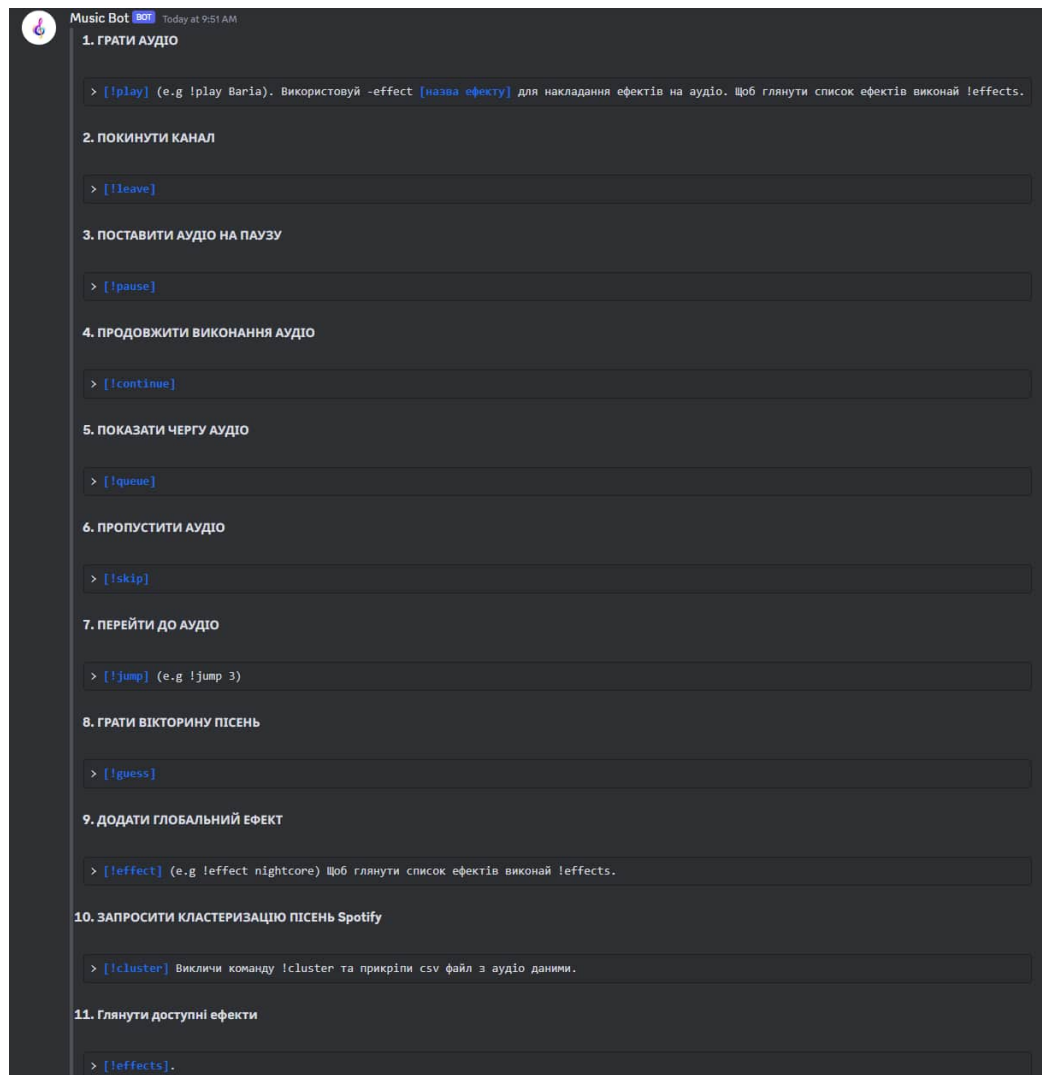 Music Bot BOT Today at 9:51 AM
1. ГРАТИ АУДІО
> [!play] (e.g !play Baria). Використовуй -effect [назва ефекту] для накладання ефектів на аудіо. Щоб глянути список ефектів виконай !effects.
2. ПОКИНУТИ КАНАЛ
> [!leave]
3. ПОСТАВИТИ АУДІО НА ПАУЗУ
> [!pause]
4. ПРОДОВЖИТИ ВИКОНАННЯ АУДІО
> [!continue]
5. ПОКАЗАТИ ЧЕРГУ АУДІО
> [!queue]
6. ПРОПУСТИТИ АУДІО
> [!skip]
7. ПЕРЕЙТИ ДО АУДІО
> [!jump] (e.g !jump 3)
8. ГРАТИ ВІКТОРИНУ ПІСЕНЬ
> [!guess]
9. ДОДАТИ ГЛОБАЛЬНИЙ ЕФЕКТ
> [!effect] (e.g !effect nightcore) Щоб глянути список ефектів виконай !effects.
10. ЗАПРОСИТИ КЛАСТЕРИЗАЦІЮ ПІСЕНЬ Spotify
> [!cluster] Викличи команду !cluster та прикріпи csv файл з аудіо даними.
11. Глянути доступні ефекти
> [!effects].